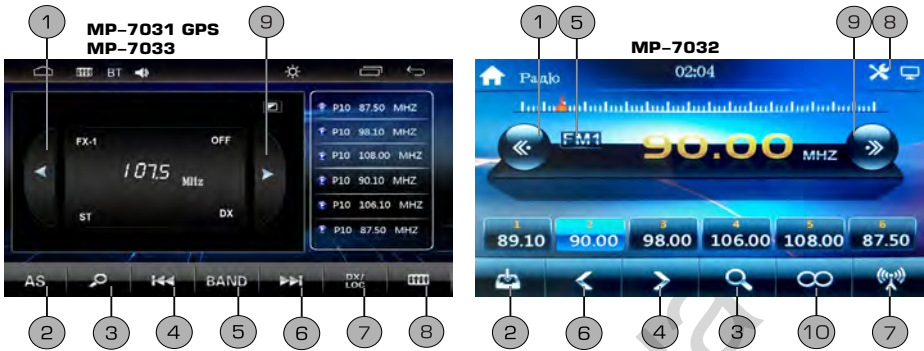 1
9
MP-7031 GPS
MP-7033
BT
FX-1
OFF
107.5
MHz
ST
DX
P10 87.50 MHZ
P10 98.10 MHZ
P10 108.00 MHZ
P10 90.10 MHZ
P10 106.10 MHZ
P10 87.50 MHZ
AS
BAND
DX/
LOC
2
3
4
5
6
7
8
1
5
9
8
MP-7032
Радіо
02:04
FM1
90.00
MHZ
1
2
3
4
5
6
89.10
90.00
98.00
106.00
108.00
87.50
2
6
4
3
10
7